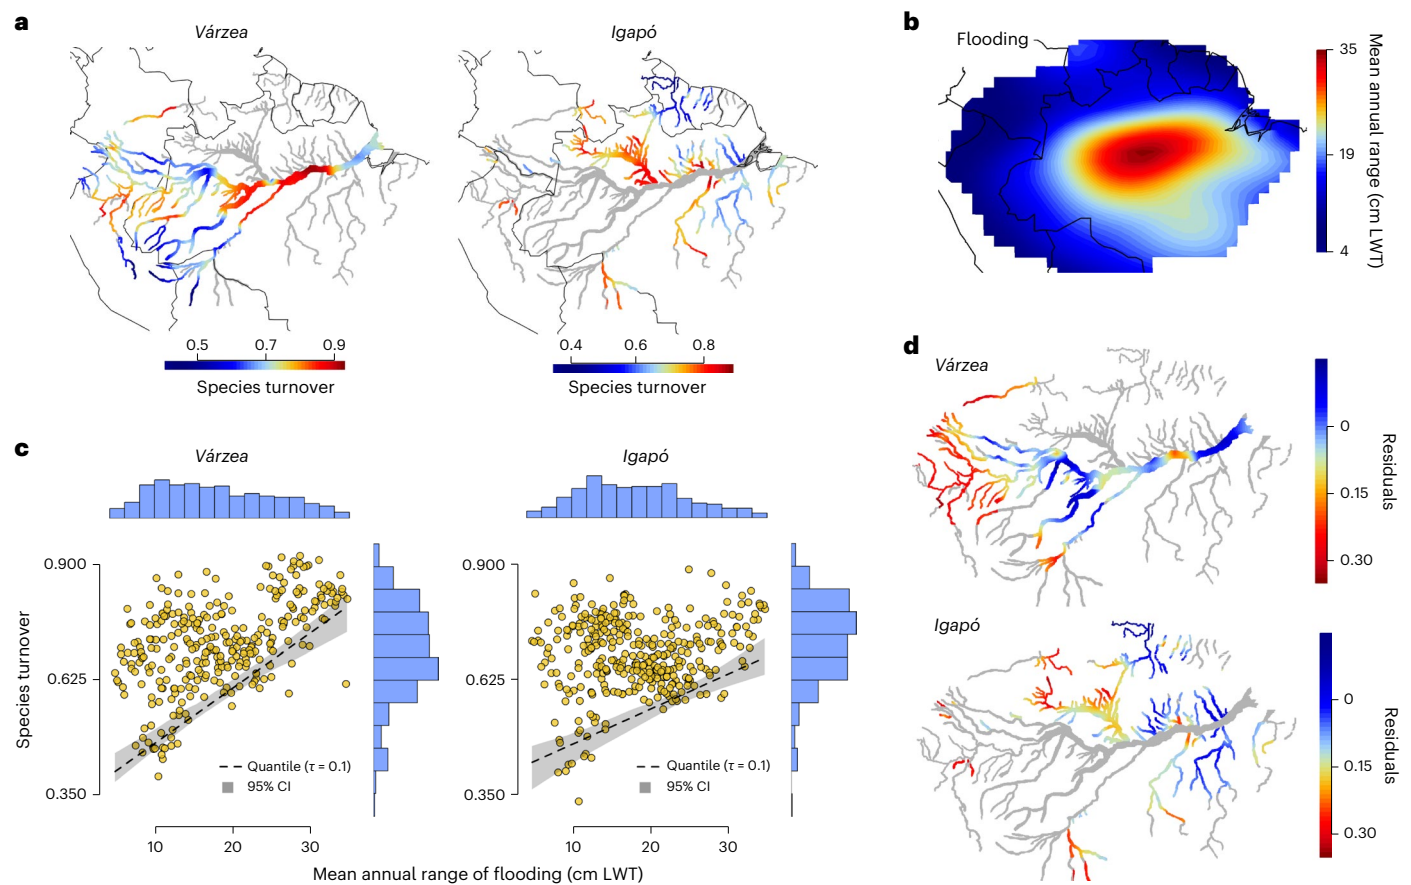 a
Várzea
Igapó
0.5 0.7 0.9
Species turnover
0.4 0.6 0.8
Species turnover
b
Flooding
35
19
4
Mean annual range (cm LWT)
c
Várzea
Igapó
Species turnover
0.900
0.625
0.350
Quantile (τ = 0.1)
95% CI
10 20 30
0.900
0.625
0.350
Quantile (τ = 0.1)
95% CI
10 20 30
Mean annual range of flooding (cm LWT)
d
Várzea
0
0.15
0.30
Residuals
Igapó
0
0.15
0.30
Residuals